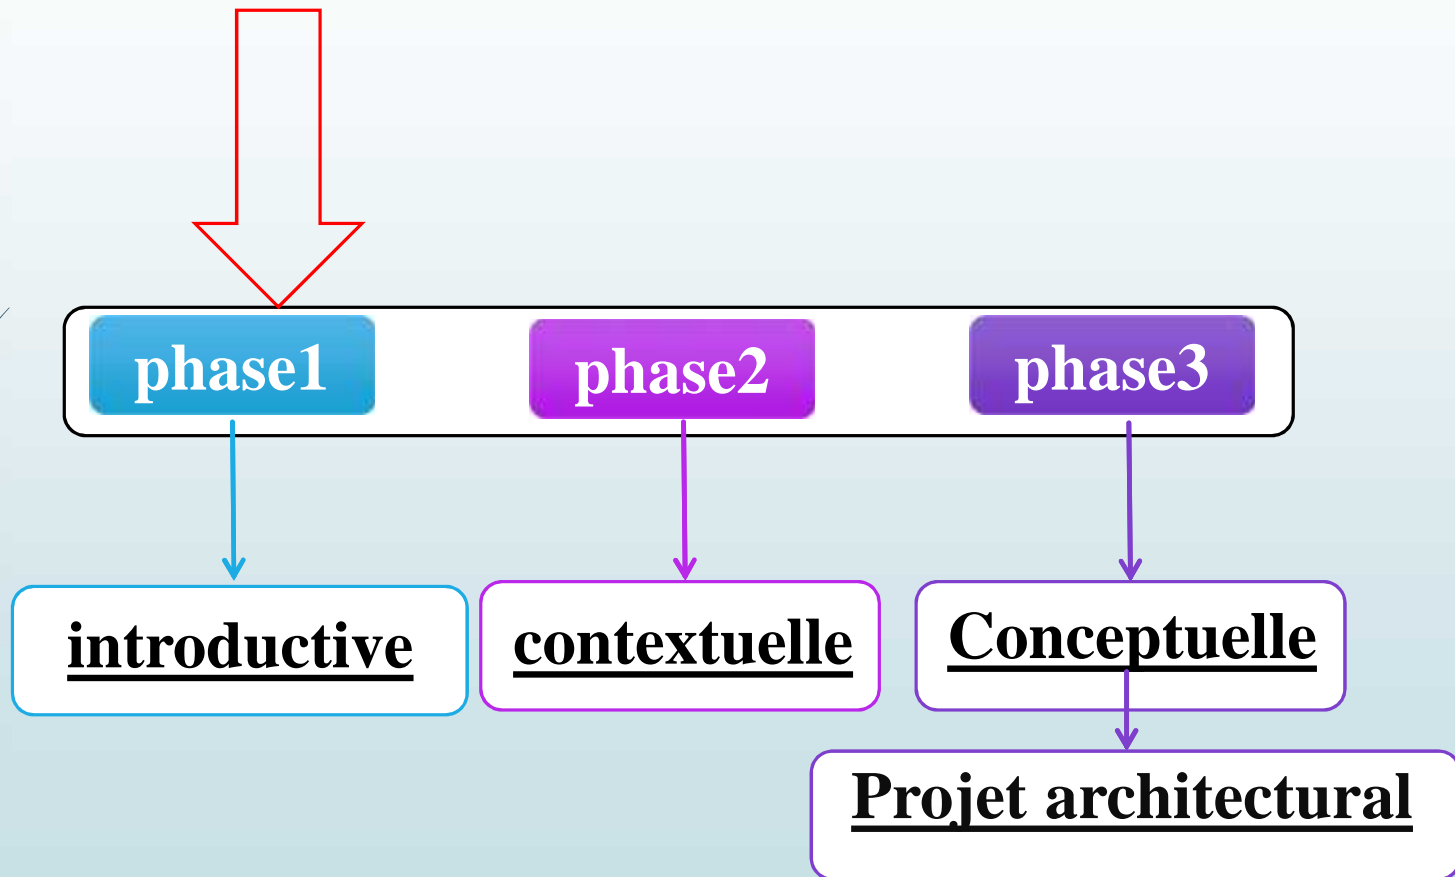 phase1
phase2
phase3
introductive
contextuelle
Conceptuelle
Projet architectural